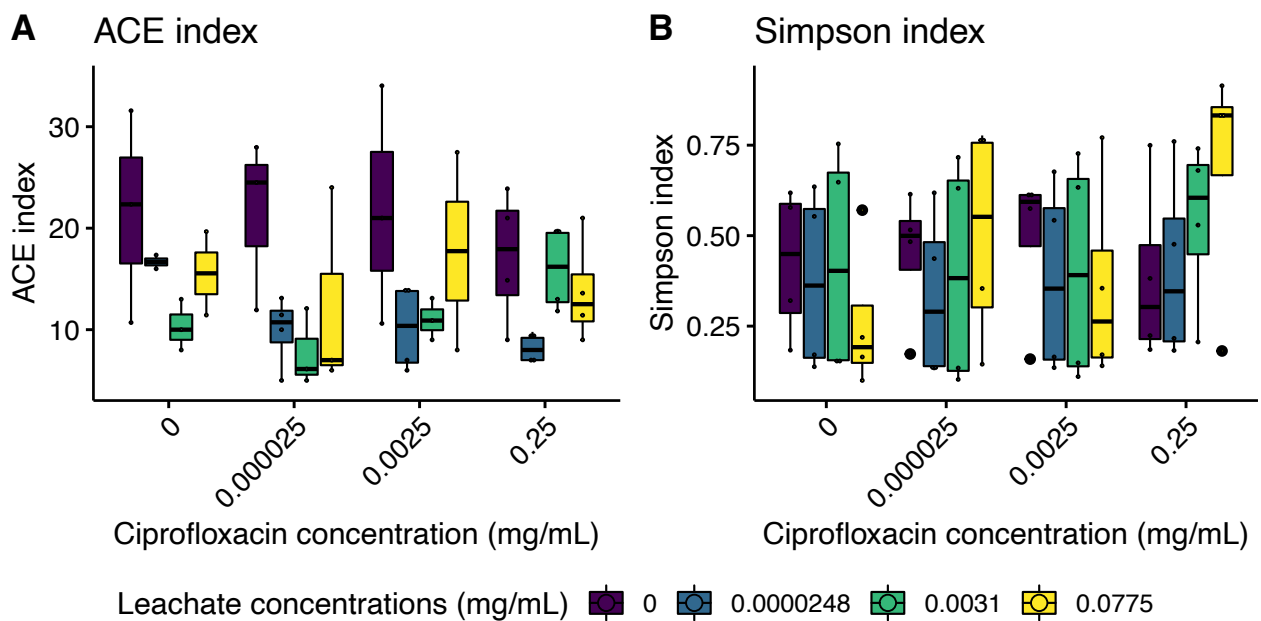 A ACE index
ACE index
30
20
10
0
0.000025
0.0025
0.25
Ciprofloxacin concentration (mg/mL)
B Simpson index
Simpson index
0.75
0.50
0.25
0
0.000025
0.0025
0.25
Ciprofloxacin concentration (mg/mL)
Leachate concentrations (mg/mL) 0 0.0000248 0.0031 0.0775